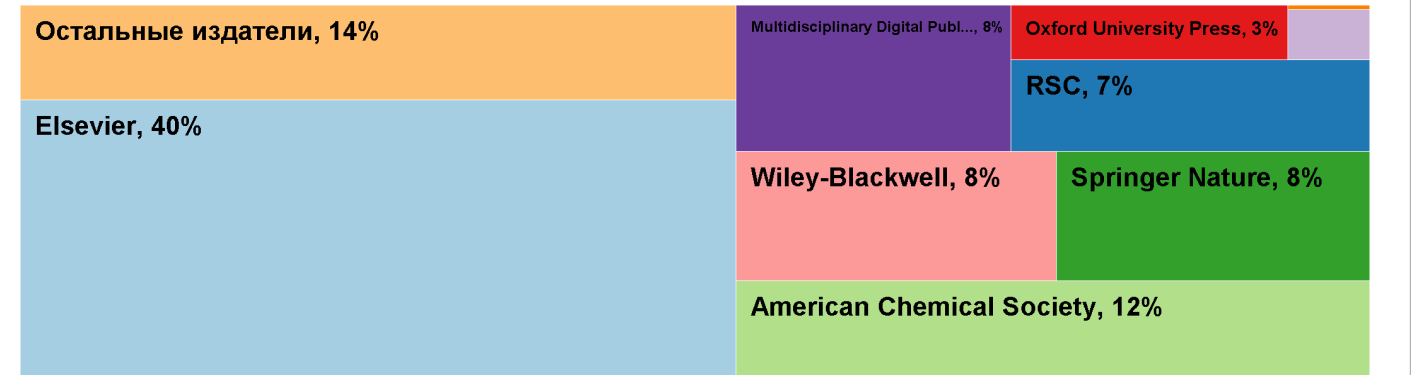 Остальные издатели, 14%
Elsevier, 40%
Multidisciplinary Digital Publ..., 8%
Oxford University Press, 3%
RSC, 7%
Wiley-Blackwell, 8%
Springer Nature, 8%
American Chemical Society, 12%